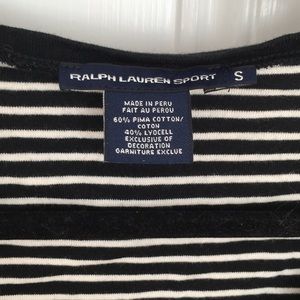 RALPH LAUREN SPORT S
MADE IN PERU
FAIT AU PEROU
60% PIMA COTTON/
COTON
40% LYOCELL
EXCLUSIVE OF
DECORATION
GARNITURE EXCLUE